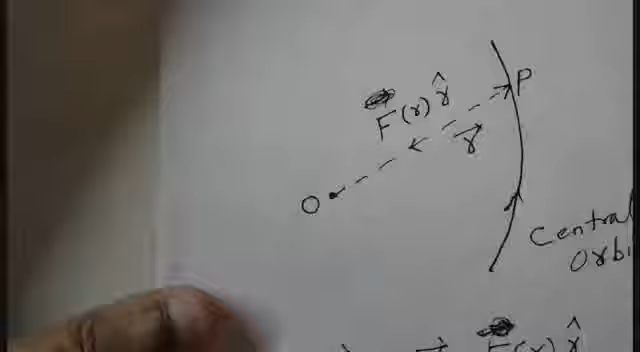 P
F(r) r̂
r⃗
O
Central
Orbi
F(r) r̂